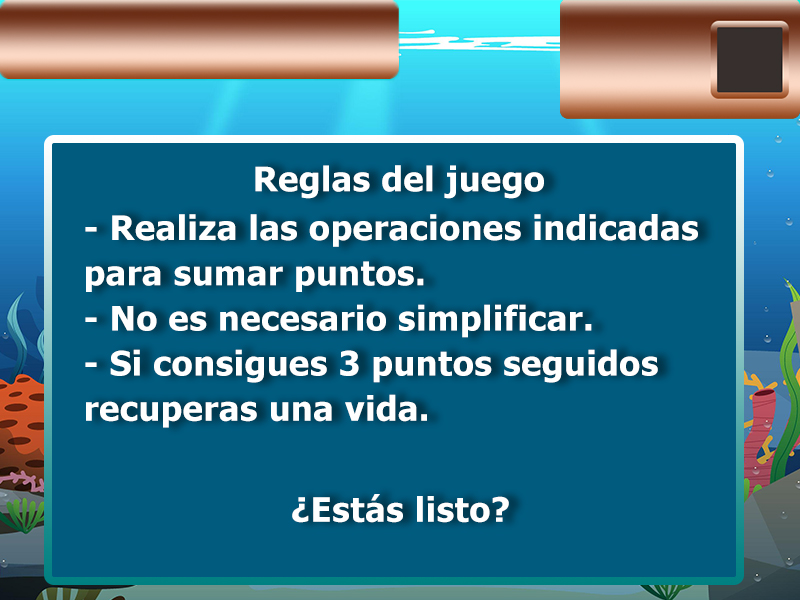 Reglas del juego
- Realiza las operaciones indicadas
para sumar puntos.
- No es necesario simplificar.
- Si consigues 3 puntos seguidos
recuperas una vida.
¿Estás listo?